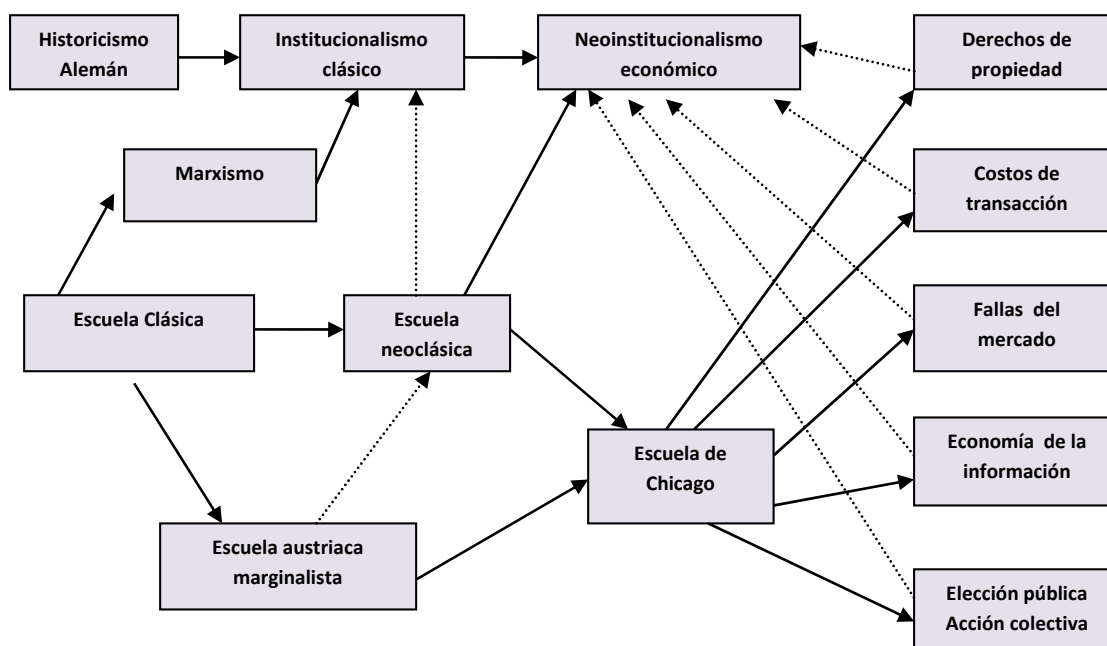 Historicismo
Alemán
Institucionalismo
clásico
Neoinstitucionalismo
económico
Derechos de
propiedad
Marxismo
Costos de
transacción
Escuela Clásica
Escuela
neoclásica
Fallas  del
mercado
Escuela de
Chicago
Economía  de la
información
Escuela austriaca
marginalista
Elección pública
Acción colectiva